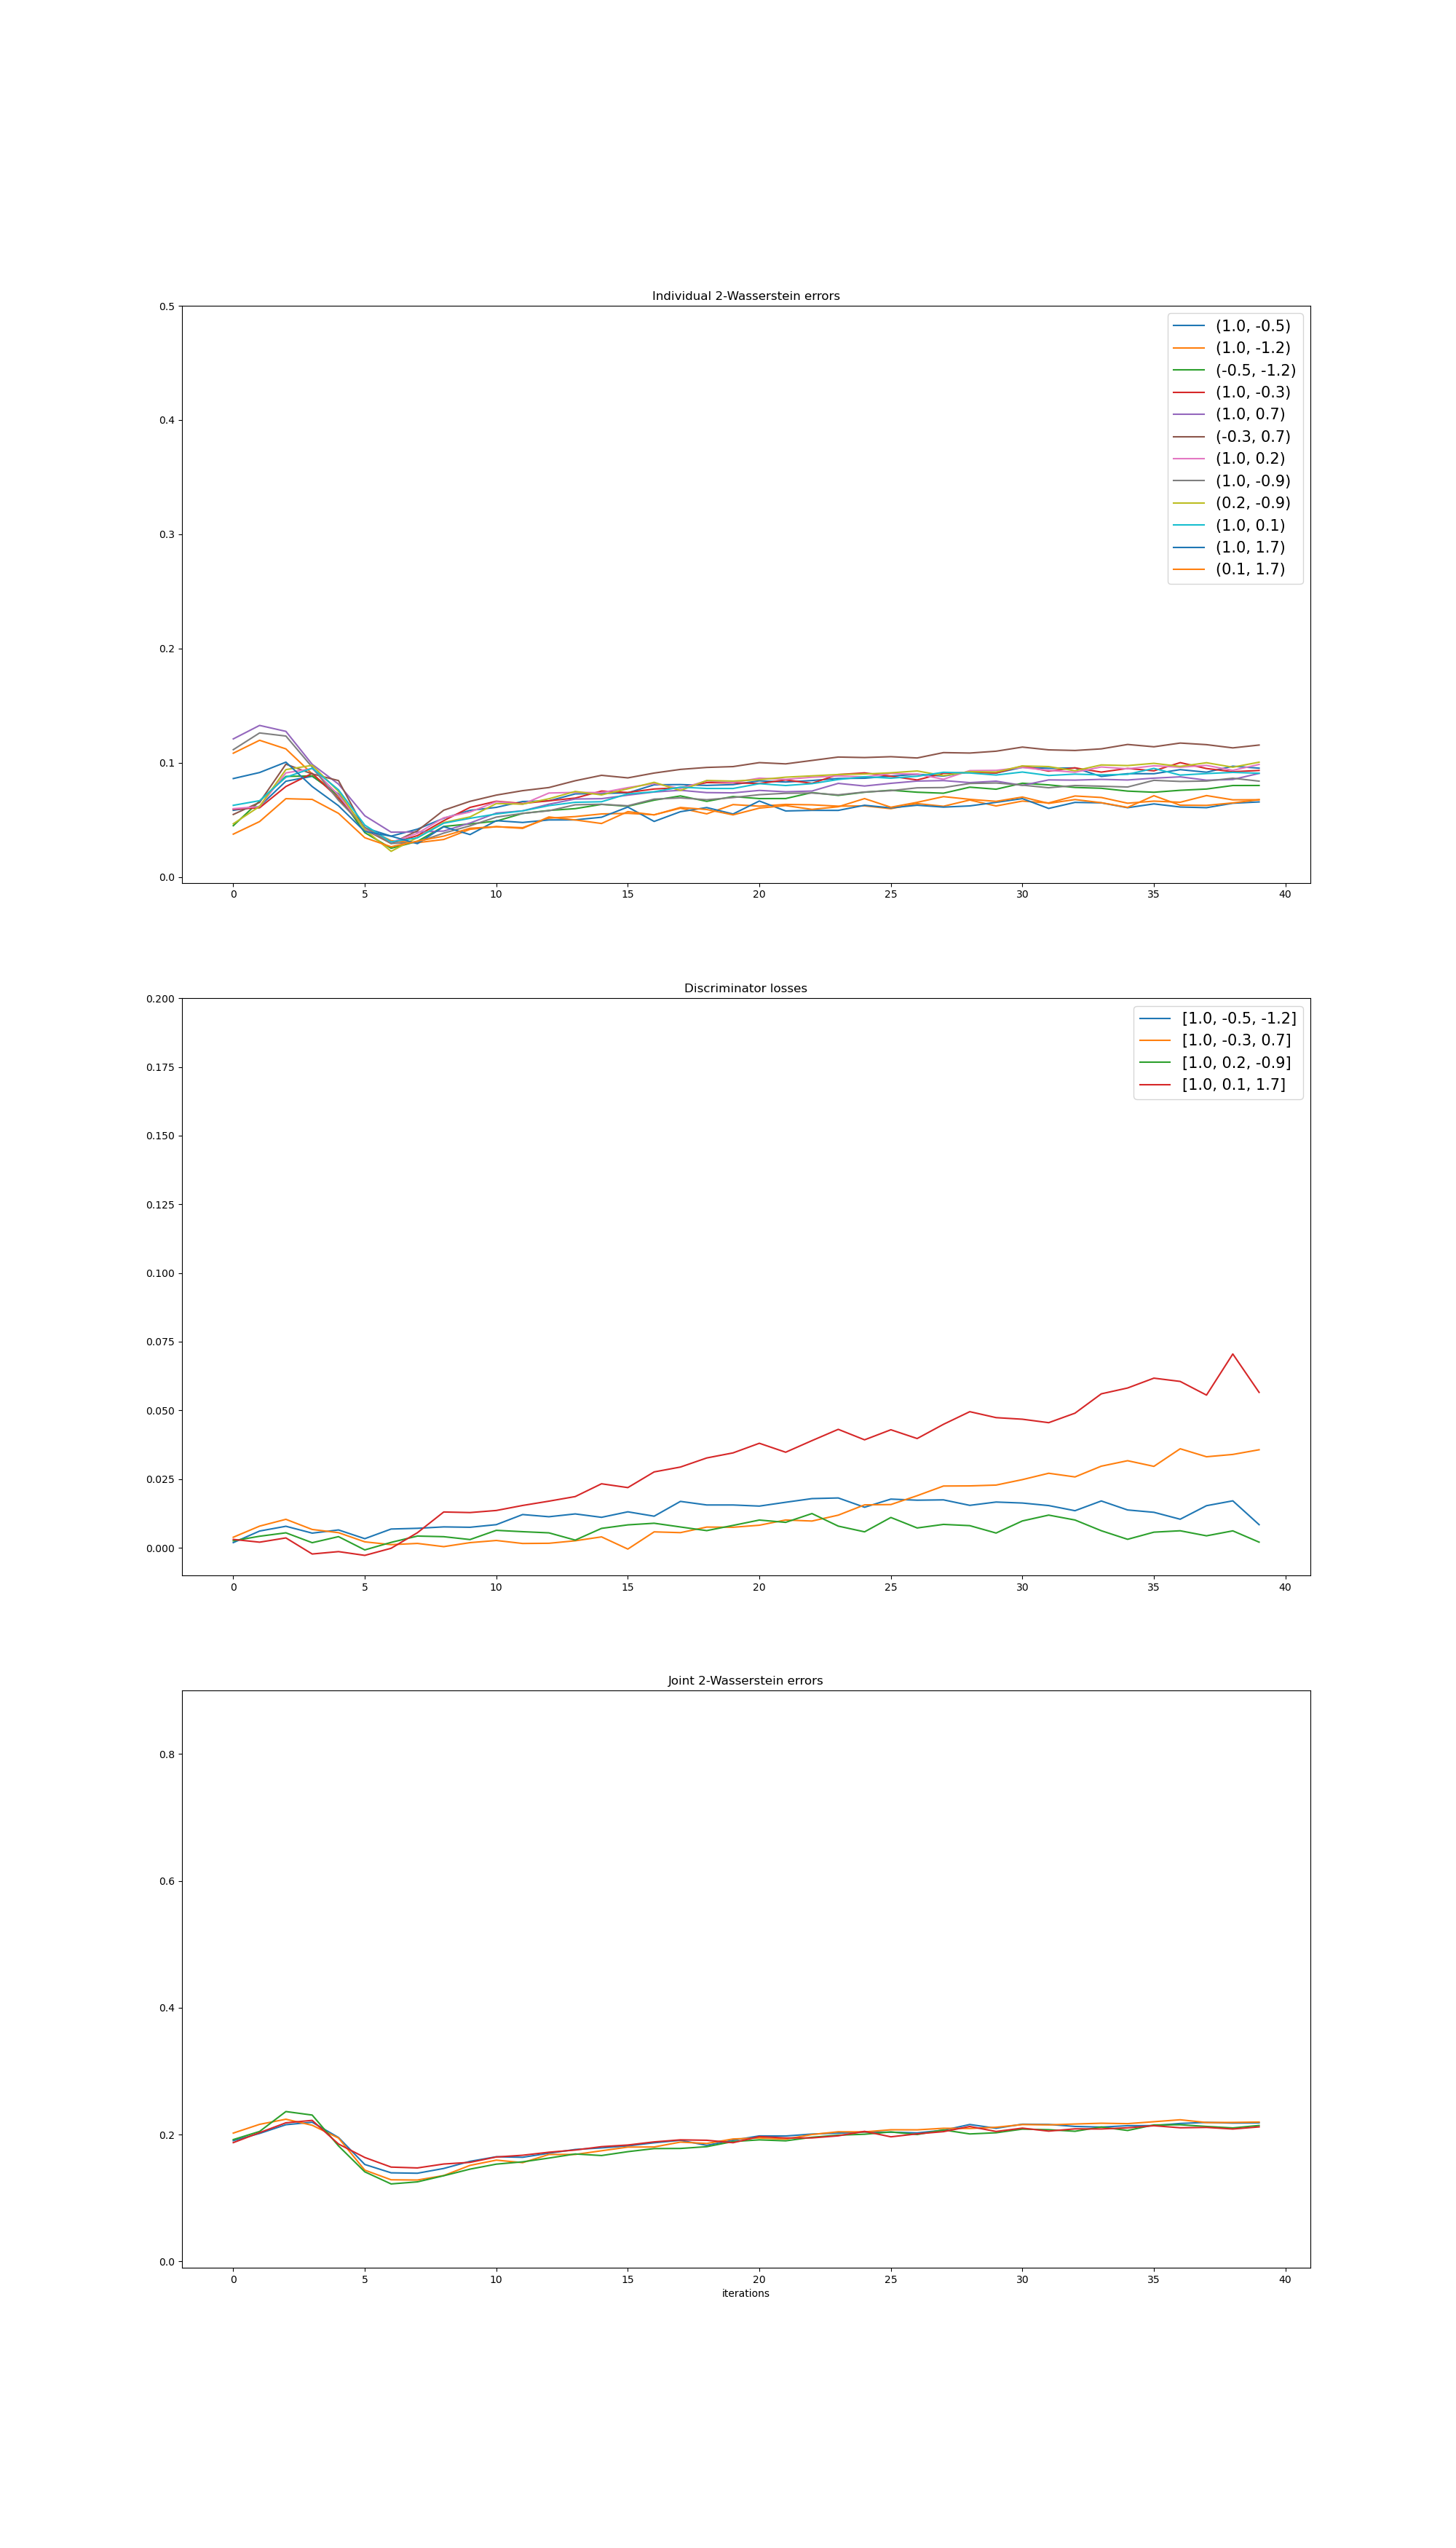 Individual 2-Wasserstein errors
0.5
0.4
0.3
0.2
0.1
0.0
(1.0, -0.5)
(1.0, -1.2)
(-0.5, -1.2)
(1.0, -0.3)
(1.0, 0.7)
(-0.3, 0.7)
(1.0, 0.2)
(1.0, -0.9)
(0.2, -0.9)
(1.0, 0.1)
(1.0, 1.7)
(0.1, 1.7)
0 5 10 15 20 25 30 35 40
Discriminator losses
0.200
0.175
0.150
0.125
0.100
0.075
0.050
0.025
0.000
[1.0, -0.5, -1.2]
[1.0, -0.3, 0.7]
[1.0, 0.2, -0.9]
[1.0, 0.1, 1.7]
0 5 10 15 20 25 30 35 40
Joint 2-Wasserstein errors
0.8
0.6
0.4
0.2
0.0
0 5 10 15 20 25 30 35 40
iterations